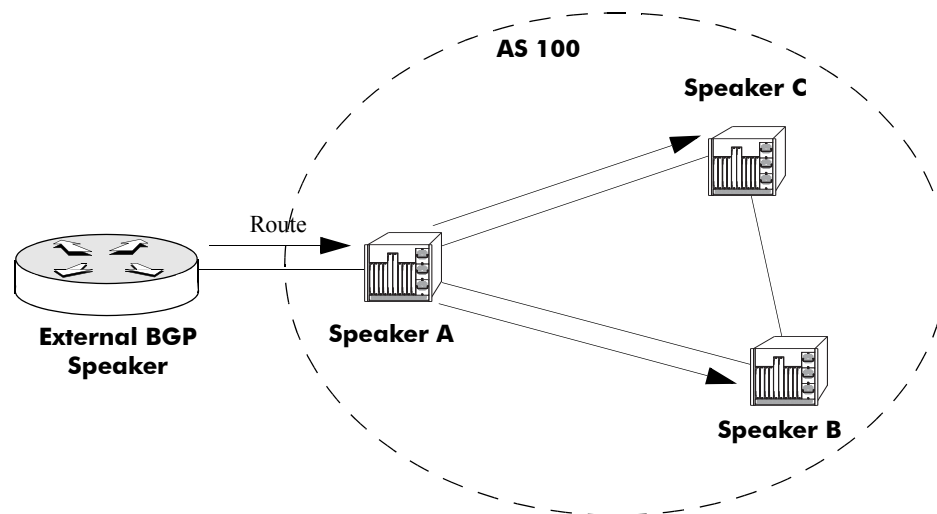 AS 100
Speaker C
Route
External BGP
Speaker
Speaker A
Speaker B